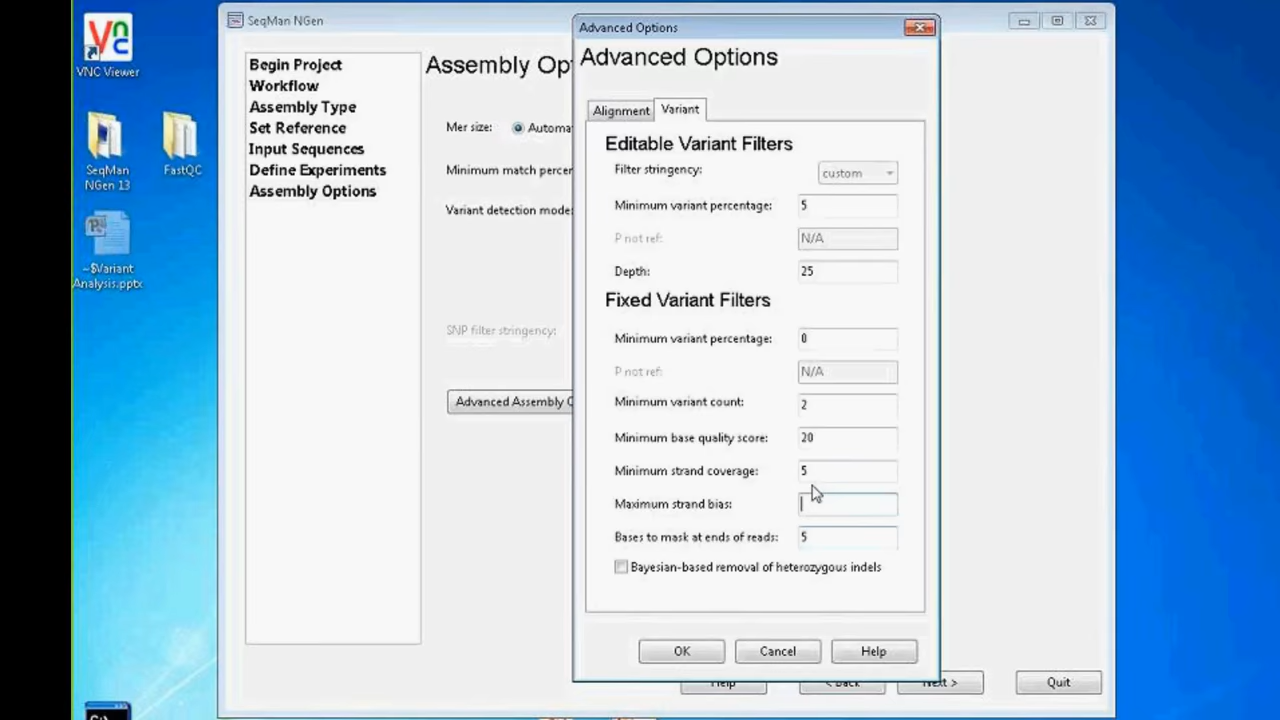 VNC Viewer
SeqMan
NGen 13
FastQC
~$Variant
Analysis.pptx
SeqMan NGen
Begin Project
Workflow
Assembly Type
Set Reference
Input Sequences
Define Experiments
Assembly Options
Assembly Op
Mer size: Automa
Minimum match percer
Variant detection mode:
SNP filter stringency:
Advanced Assembly O
Advanced Options
Advanced Options
Alignment Variant
Editable Variant Filters
Filter stringency: custom
Minimum variant percentage: 5
P not ref: N/A
Depth: 25
Fixed Variant Filters
Minimum variant percentage: 0
P not ref: N/A
Minimum variant count: 2
Minimum base quality score: 20
Minimum strand coverage: 5
Maximum strand bias:
Bases to mask at ends of reads: 5
Bayesian-based removal of heterozygous indels
OK Cancel Help
Help < Back Next > Quit